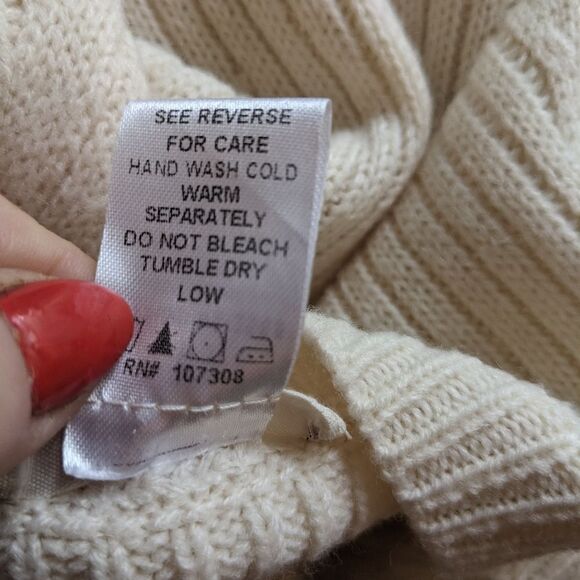 SEE REVERSE
FOR CARE
HAND WASH COLD
WARM
SEPARATELY
DO NOT BLEACH
TUMBLE DRY
LOW
RN# 107308